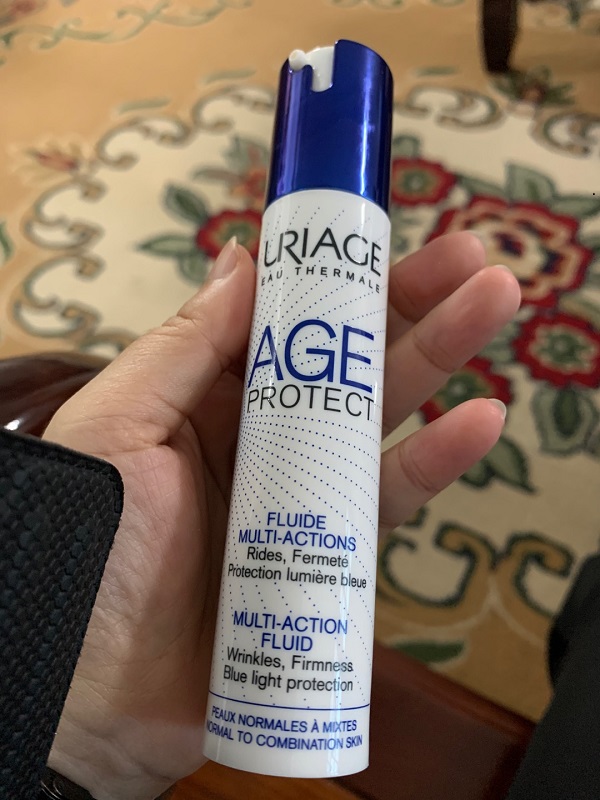 URIAGE
EAU THERMALE
AGE
PROTECT
FLUIDE
MULTI-ACTIONS
Rides, Fermeté
Protection lumière bleue
MULTI-ACTION
FLUID
Wrinkles, Firmness
Blue light protection
PEAUX NORMALES À MIXTES
NORMAL TO COMBINATION SKIN